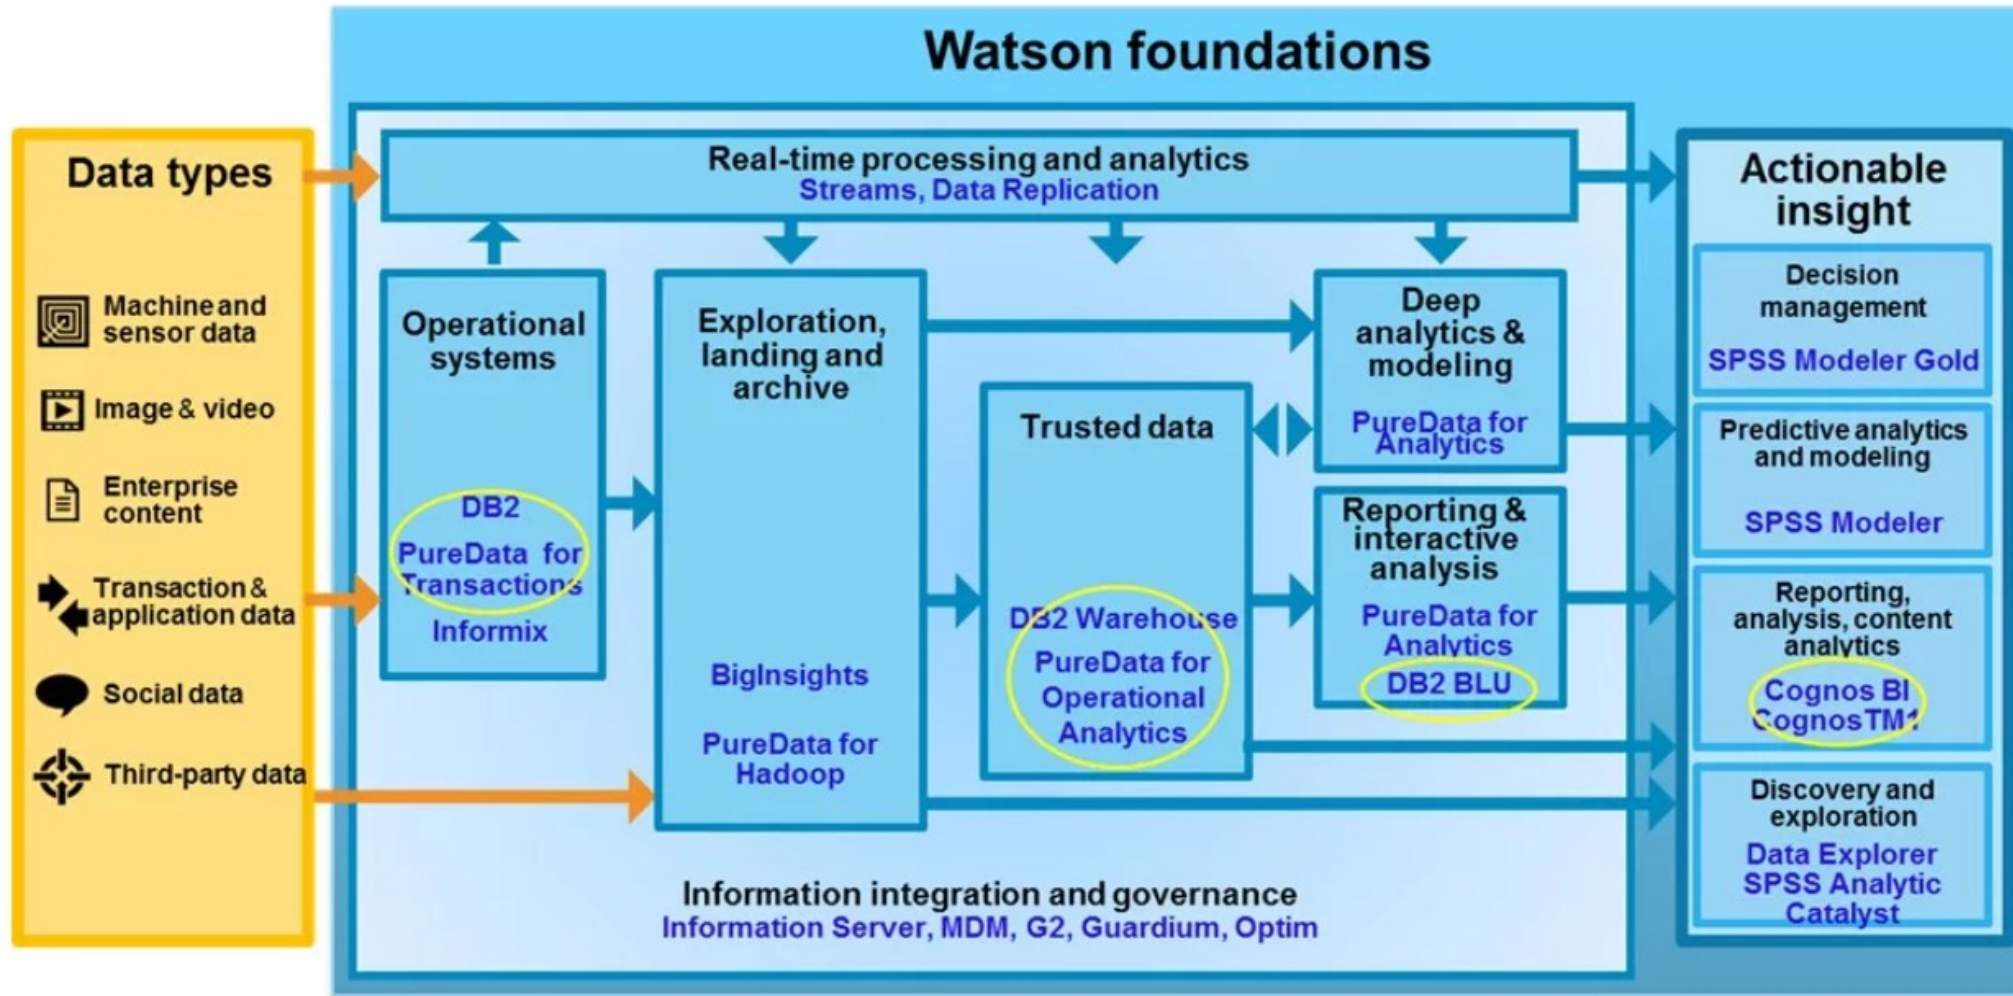 Watson foundations
Data types
Machine and
sensor data
Image & video
Enterprise
content
Transaction &
application data
Social data
Third-party data
Real-time processing and analytics
Streams, Data Replication
Operational
systems
DB2
PureData for
Transactions
Informix
Exploration,
landing and
archive
BigInsights
PureData for
Hadoop
Trusted data
DB2 Warehouse
PureData for
Operational
Analytics
Deep
analytics &
modeling
PureData for
Analytics
Reporting &
interactive
analysis
PureData for
Analytics
DB2 BLU
Information integration and governance
Information Server, MDM, G2, Guardium, Optim
Actionable
insight
Decision
management
SPSS Modeler Gold
Predictive analytics
and modeling
SPSS Modeler
Reporting,
analysis, content
analytics
Cognos BI
Cognos TM1
Discovery and
exploration
Data Explorer
SPSS Analytic
Catalyst